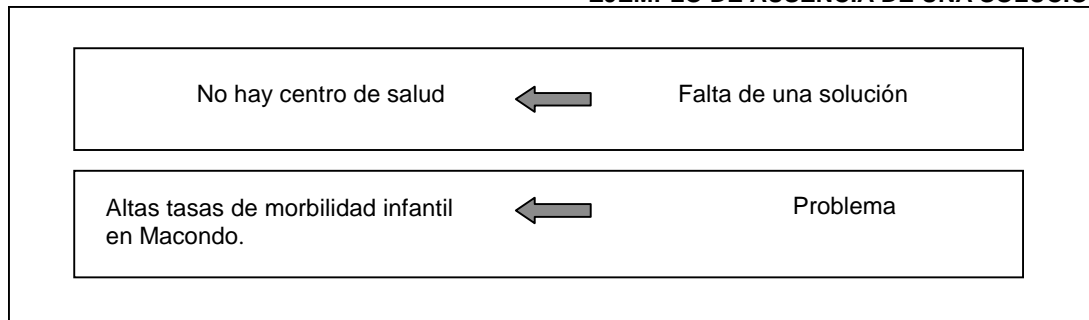 No hay centro de salud
Falta de una solución
Altas tasas de morbilidad infantil
en Macondo.
Problema